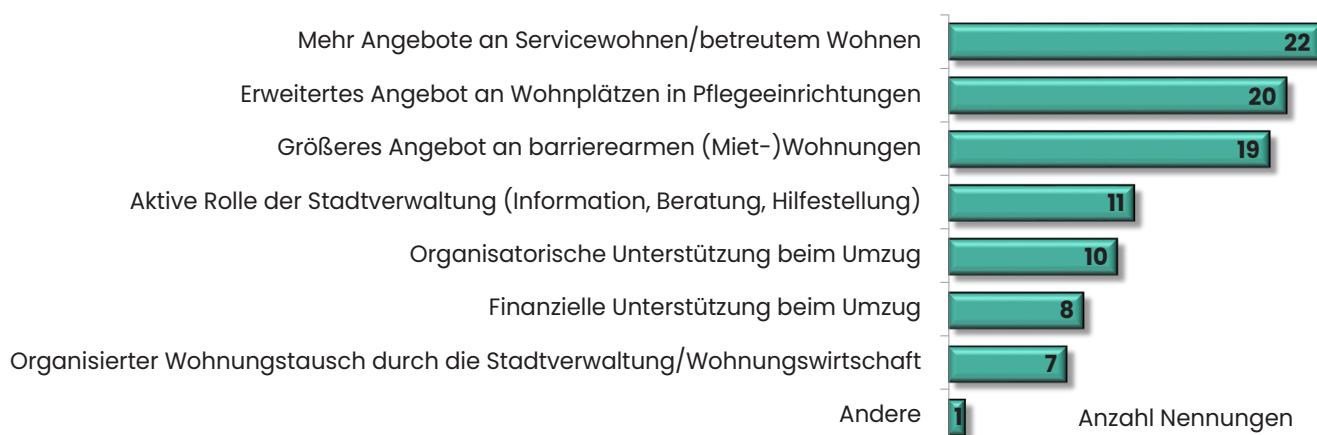 Mehr Angebote an Servicewohnen/betreutem Wohnen 22
Erweitertes Angebot an Wohnplätzen in Pflegeeinrichtungen 20
Größeres Angebot an barrierearmen (Miet-)Wohnungen 19
Aktive Rolle der Stadtverwaltung (Information, Beratung, Hilfestellung) 11
Organisatorische Unterstützung beim Umzug 10
Finanzielle Unterstützung beim Umzug 8
Organisierter Wohnungstausch durch die Stadtverwaltung/Wohnungswirtschaft 7
Andere 1 Anzahl Nennungen